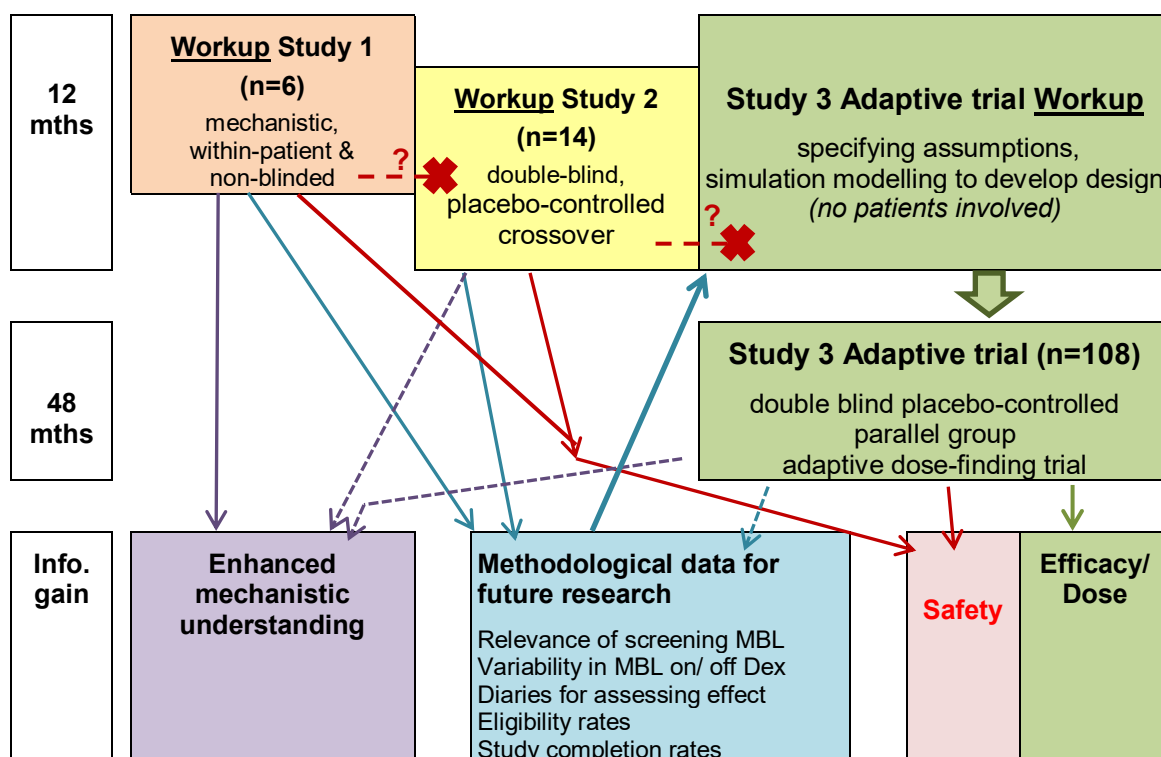 12
mths
Workup Study 1
(n=6)
mechanistic,
within-patient &
non-blinded
?
Workup Study 2
(n=14)
double-blind,
placebo-controlled
crossover
?
Study 3 Adaptive trial Workup
specifying assumptions,
simulation modelling to develop design
(no patients involved)
48
mths
Study 3 Adaptive trial (n=108)
double blind placebo-controlled
parallel group
adaptive dose-finding trial
Info.
gain
Enhanced
mechanistic
understanding
Methodological data for
future research
Relevance of screening MBL
Variability in MBL on/ off Dex
Diaries for assessing effect
Eligibility rates
Study completion rates
Safety
Efficacy/
Dose